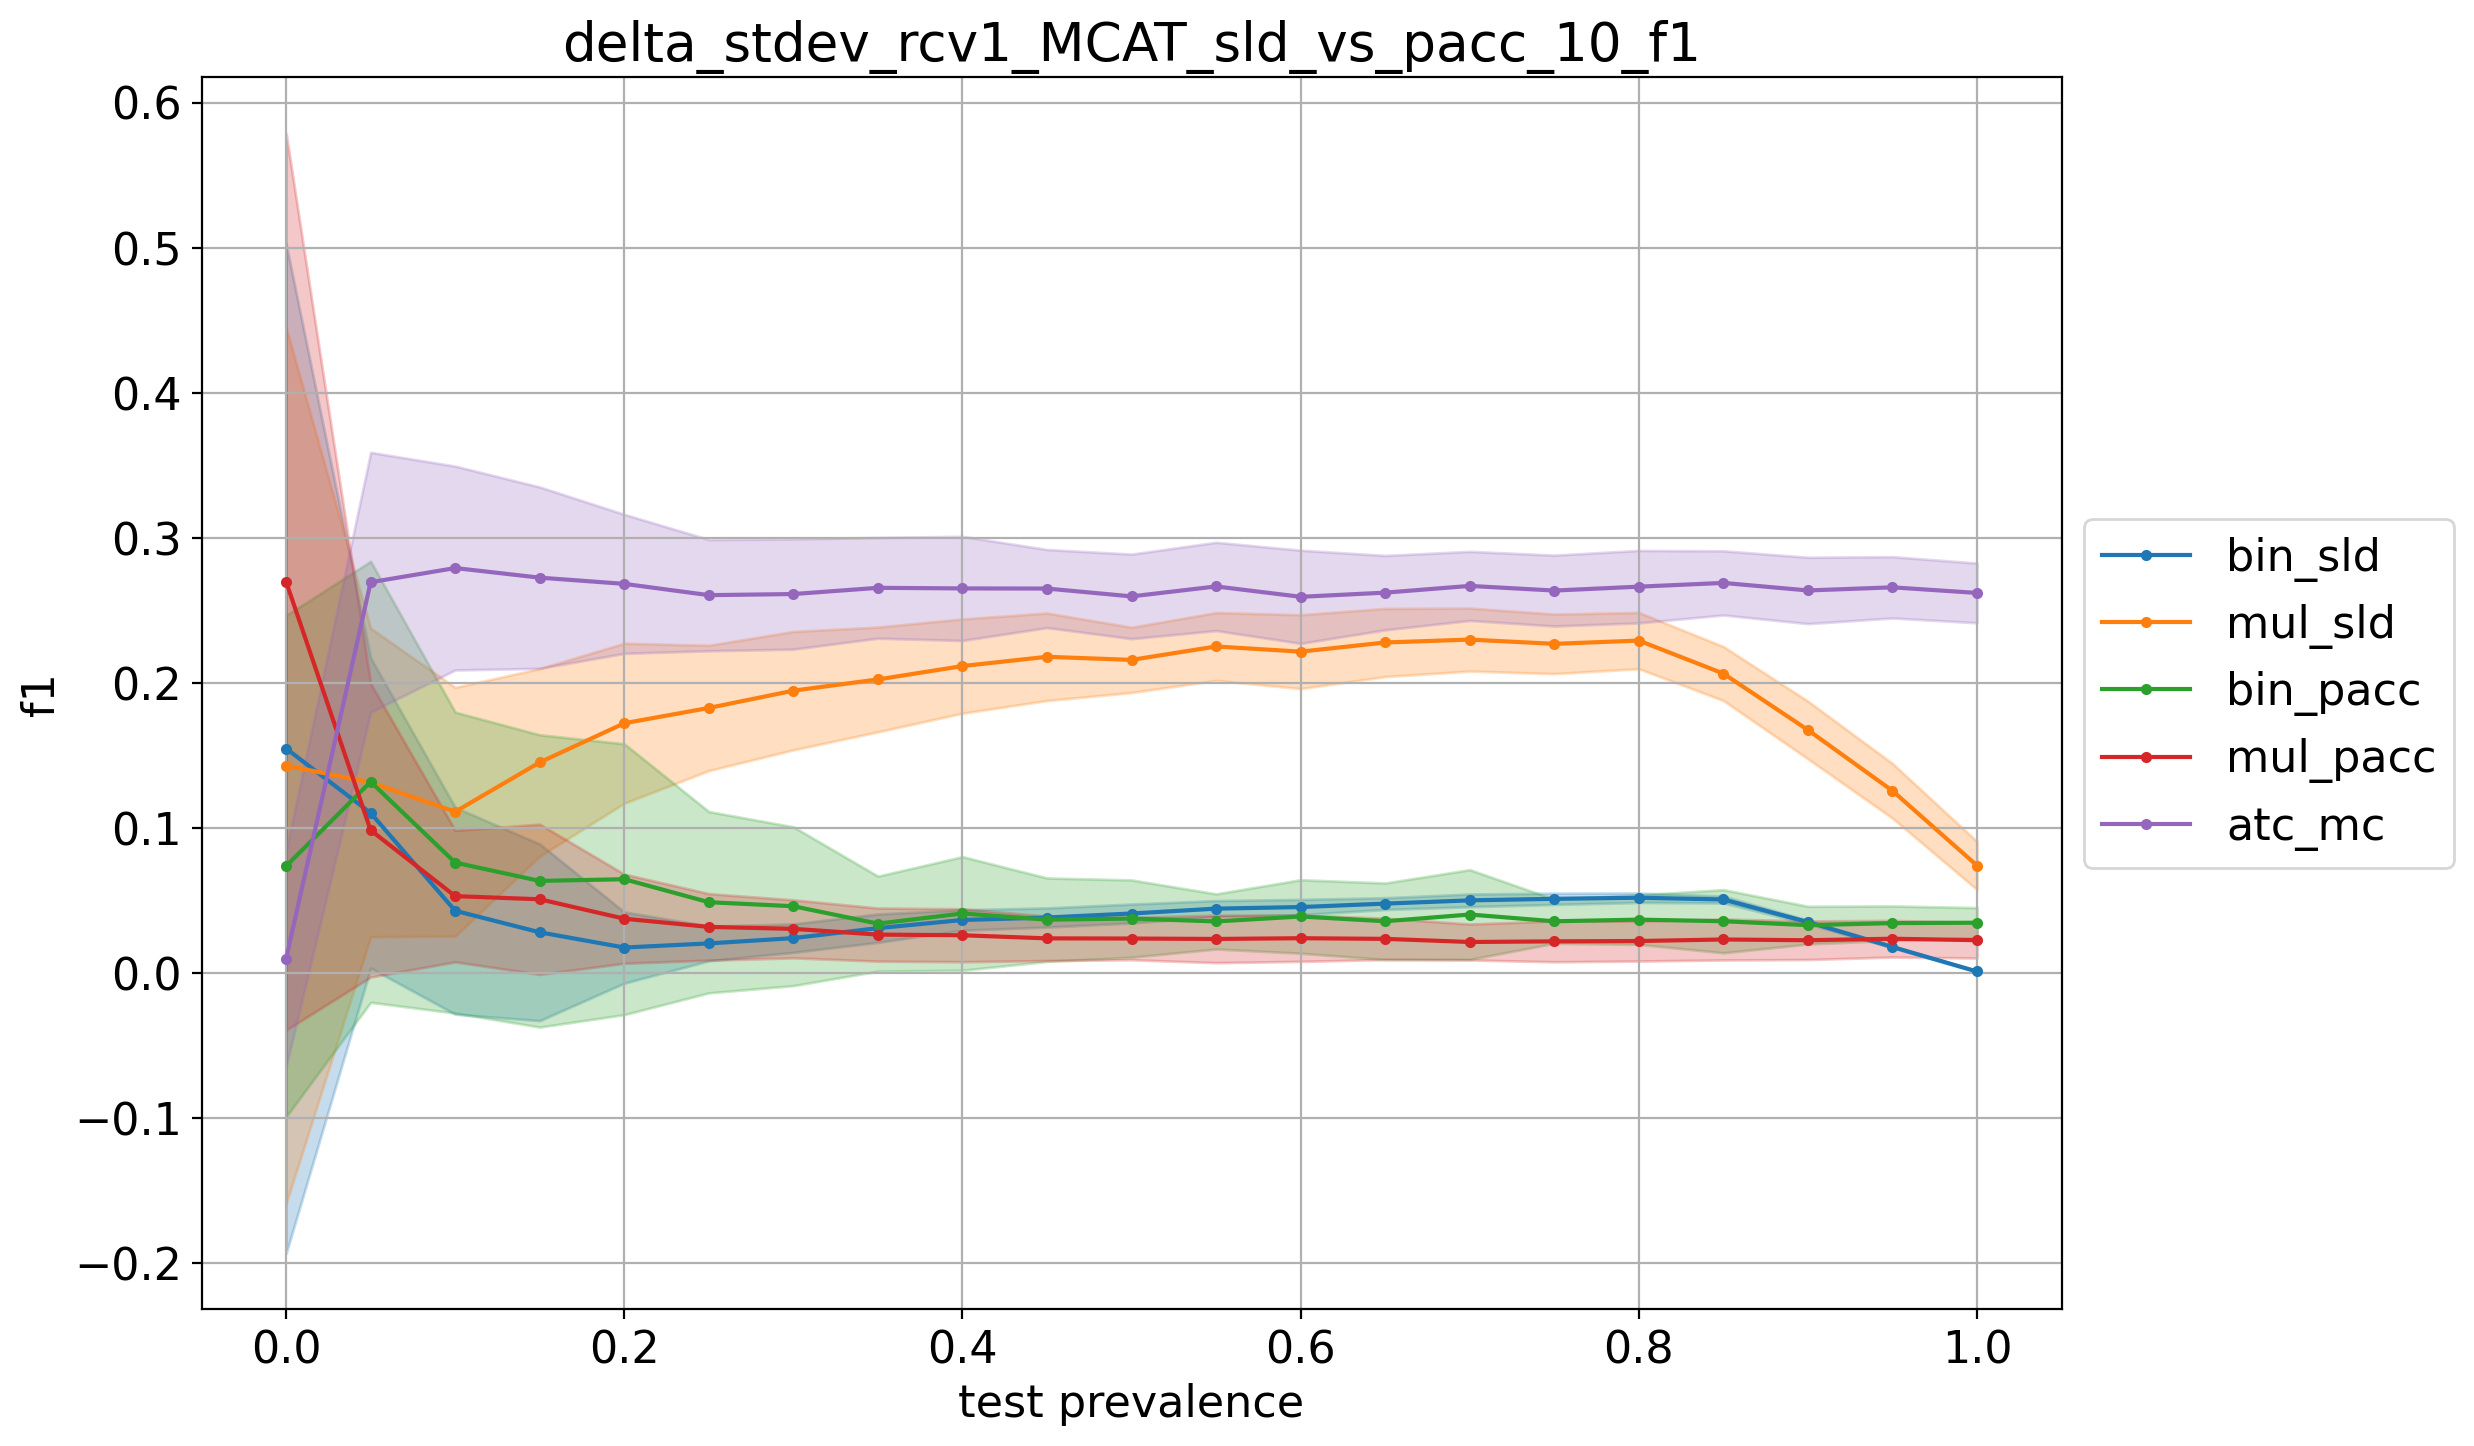 delta_stdev_rcv1_MCAT_sld_vs_pacc_10_f1
0.6
0.5
0.4
0.3
0.2
0.1
0.0
−0.1
−0.2
f1
0.0 0.2 0.4 0.6 0.8 1.0
test prevalence
bin_sld
mul_sld
bin_pacc
mul_pacc
atc_mc